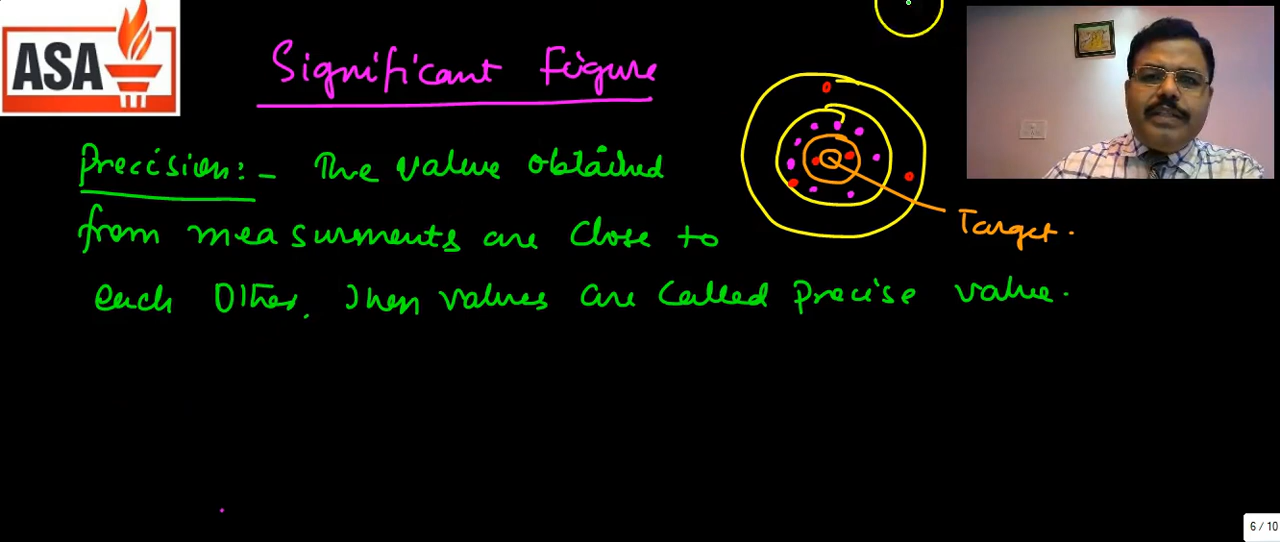 ASA
Significant Figure
Precision:- The value obtained
from measurments are close to
each Other. Then values are called precise value.
Target.
6 / 10